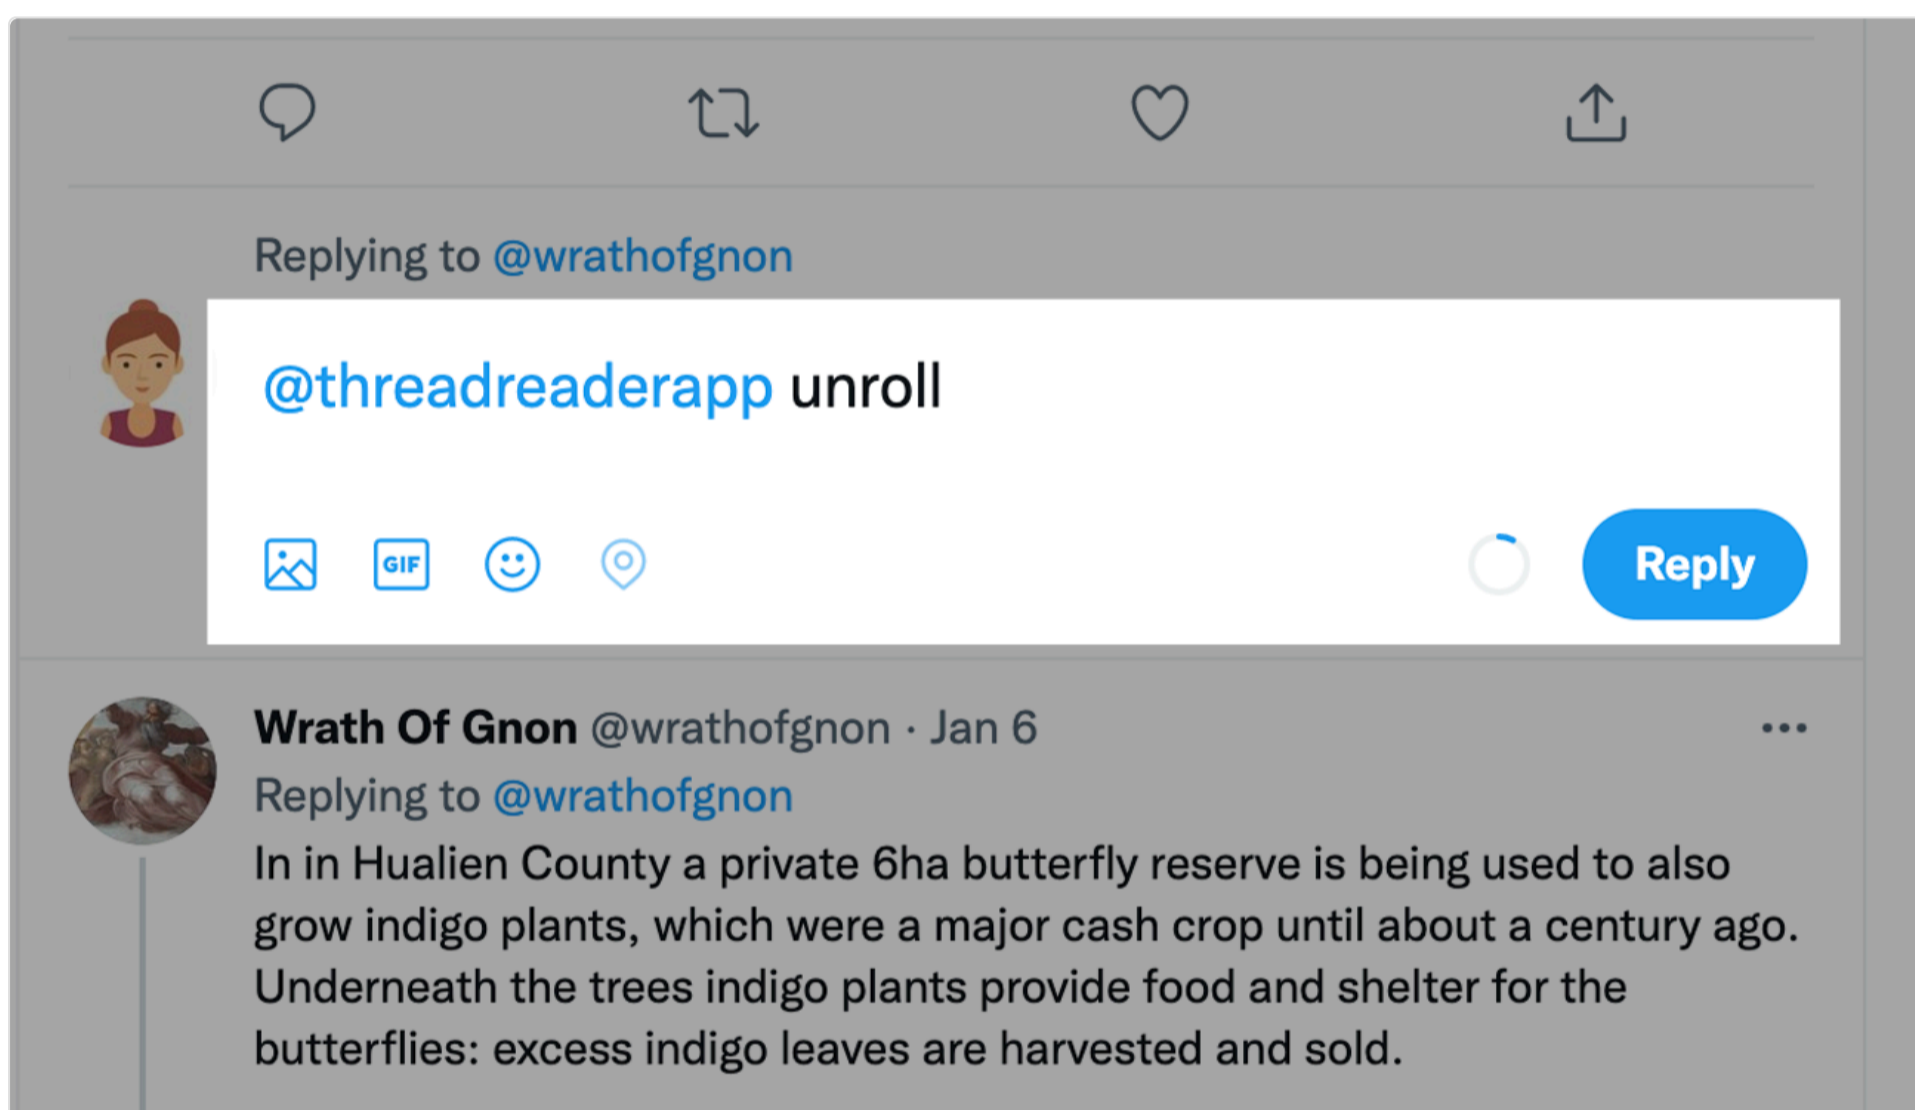 Replying to @wrathofgnon
@threadreaderapp unroll
GIF
Reply
Wrath Of Gnon @wrathofgnon · Jan 6
Replying to @wrathofgnon
In in Hualien County a private 6ha butterfly reserve is being used to also
grow indigo plants, which were a major cash crop until about a century ago.
Underneath the trees indigo plants provide food and shelter for the
butterflies: excess indigo leaves are harvested and sold.